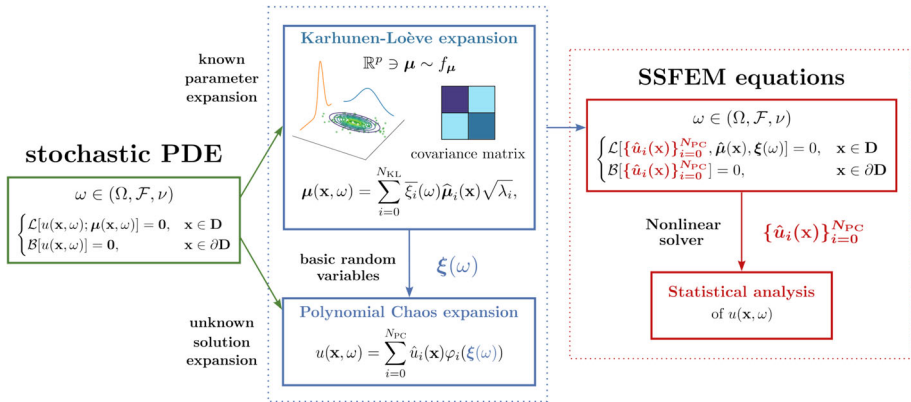 stochastic PDE
ω ∈ (Ω, F, ν)
L[u(x, ω); μ(x, ω)] = 0, x ∈ D
B[u(x, ω)] = 0, x ∈ ∂D
known
parameter
expansion
unknown
solution
expansion
Karhunen-Loève expansion
ℝᵖ ∋ μ ∼ f_μ
covariance matrix
μ(x, ω) = ∑_{i=0}^{N_KL} ξ̅_i(ω) μ̂_i(x) √λ_i,
basic random
variables
ξ(ω)
Polynomial Chaos expansion
u(x, ω) = ∑_{i=0}^{N_PC} û_i(x)φ_i(ξ(ω))
SSFEM equations
ω ∈ (Ω, F, ν)
L[{û_i(x)}_{i=0}^{N_PC}, μ̂(x), ξ(ω)] = 0, x ∈ D
B[{û_i(x)}_{i=0}^{N_PC}] = 0, x ∈ ∂D
Nonlinear
solver
{û_i(x)}_{i=0}^{N_PC}
Statistical analysis
of u(x, ω)